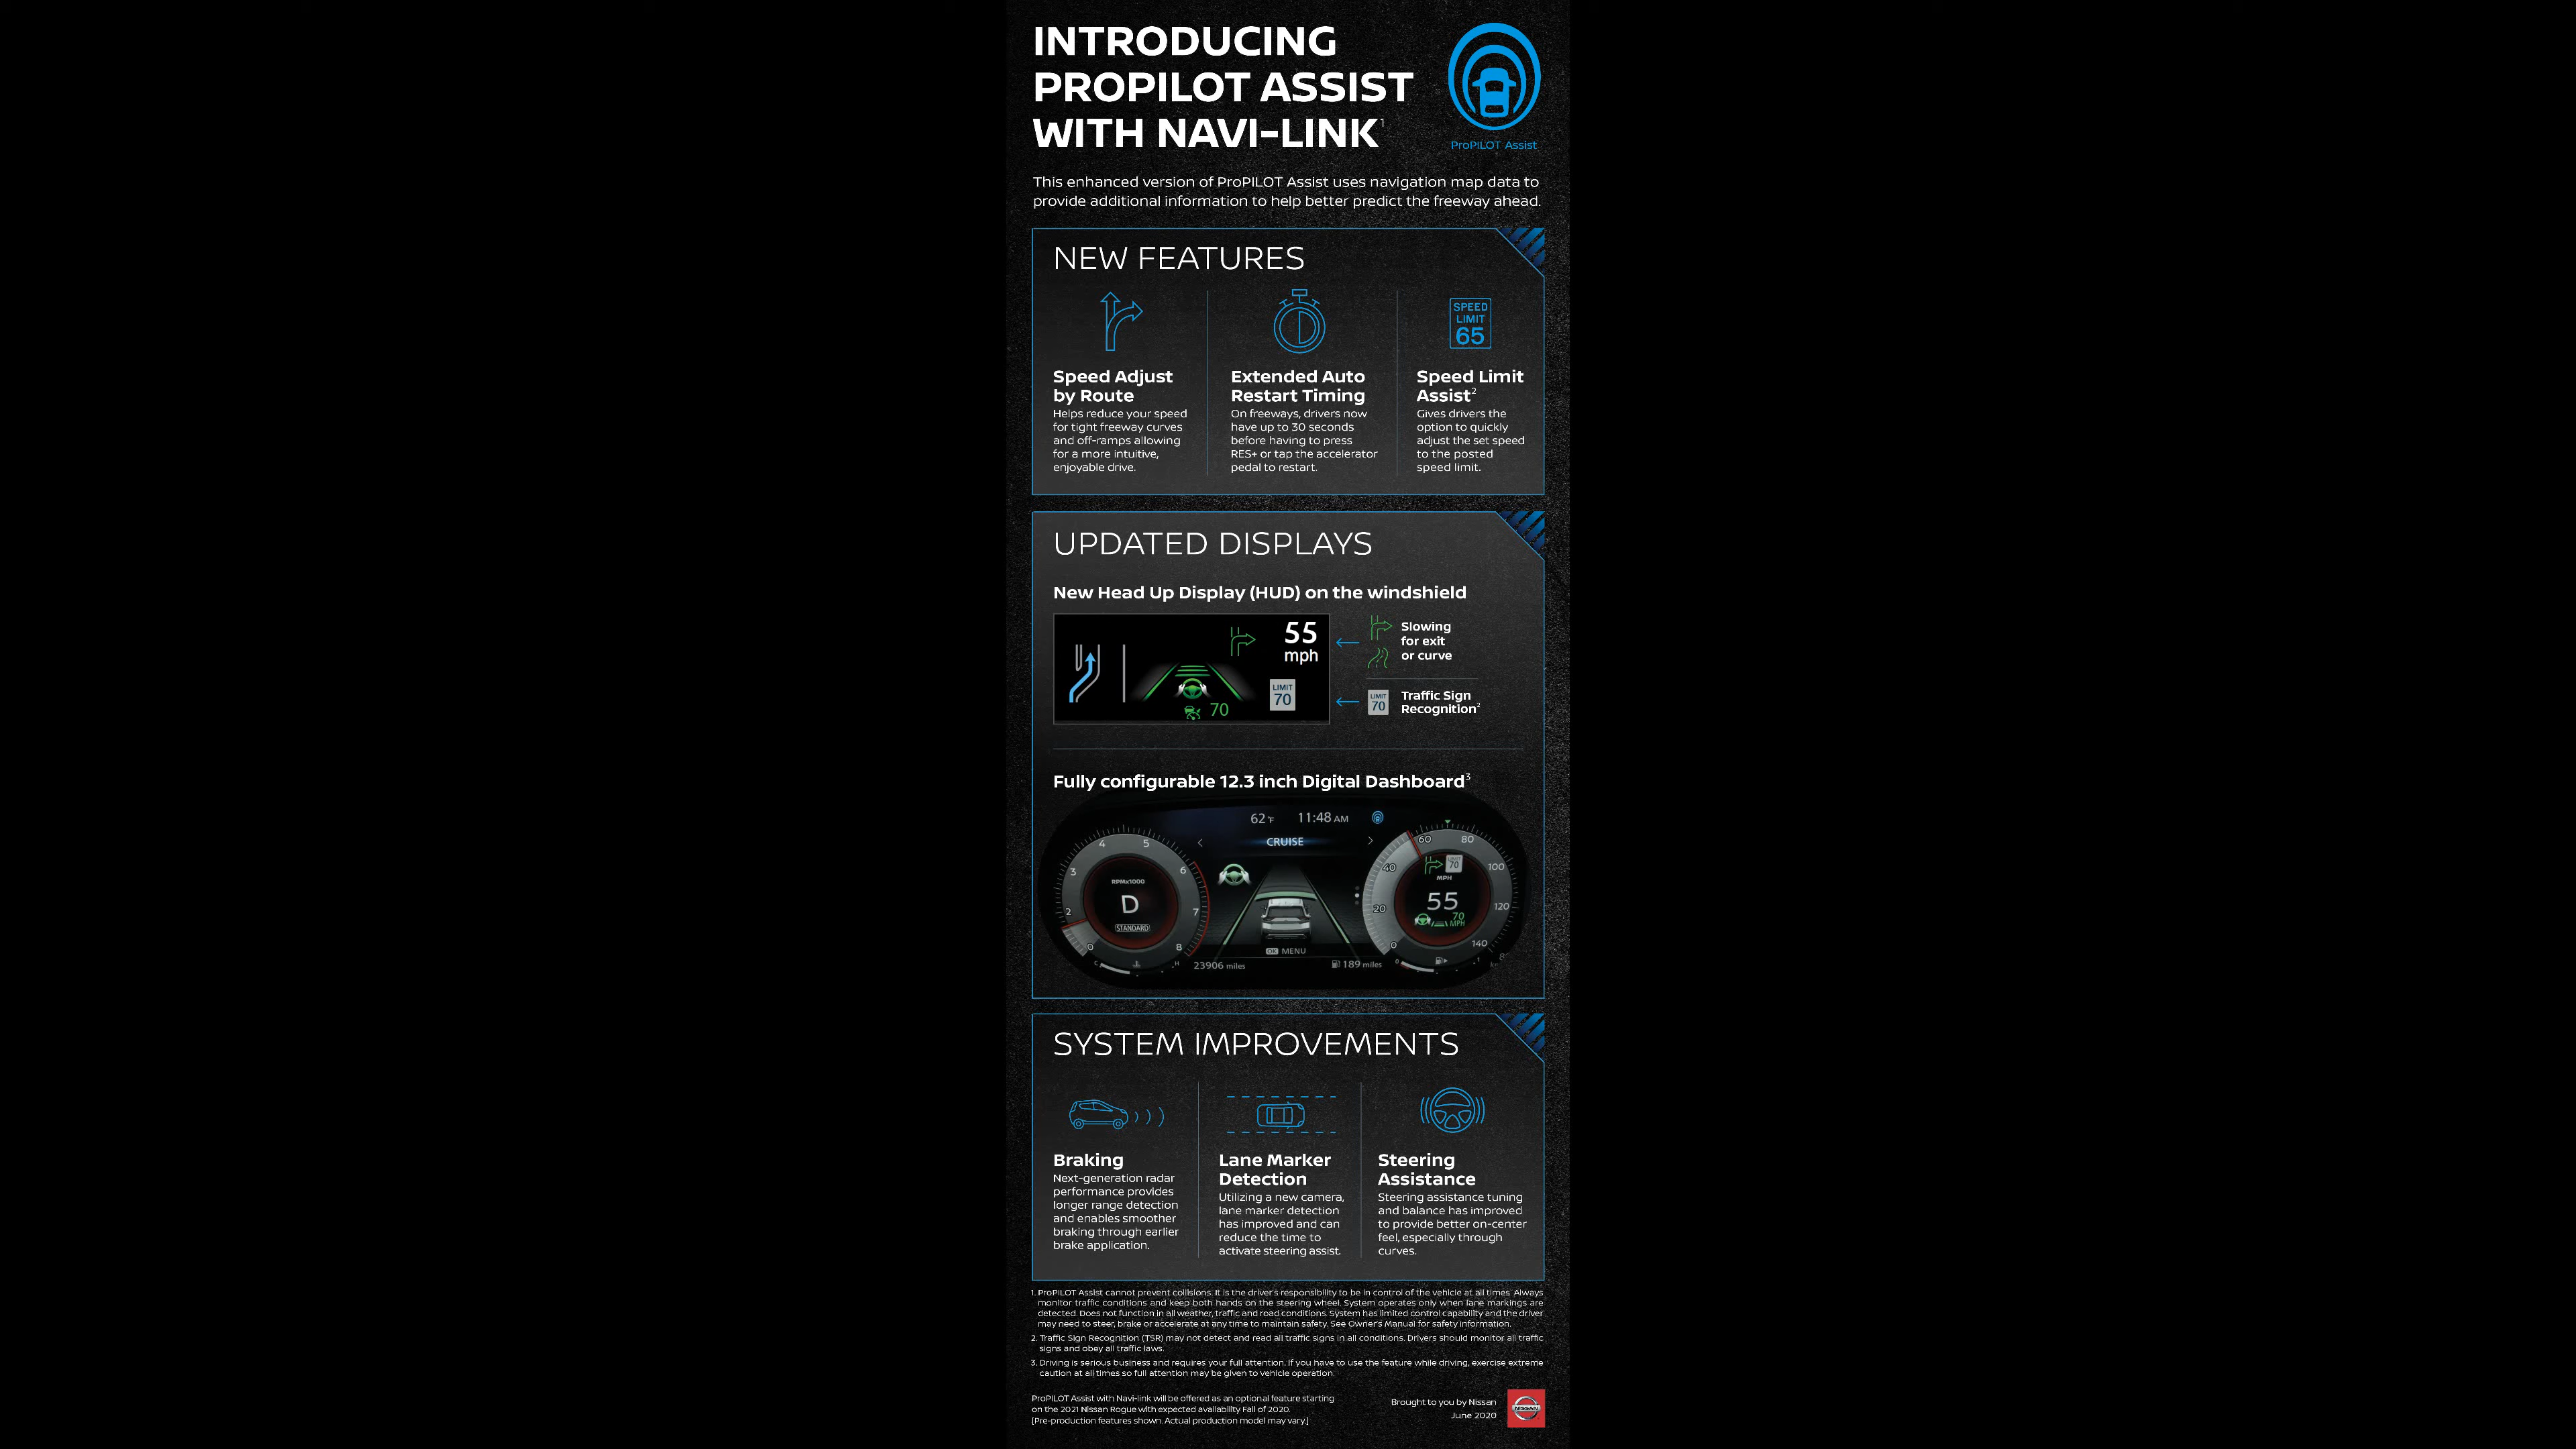 INTRODUCING
PROPILOT ASSIST
WITH NAVI-LINK¹
ProPILOT Assist
This enhanced version of ProPILOT Assist uses navigation map data to
provide additional information to help better predict the freeway ahead.
NEW FEATURES
SPEED
LIMIT
65
Speed Adjust
by Route
Helps reduce your speed
for tight freeway curves
and off-ramps allowing
for a more intuitive,
enjoyable drive.
Extended Auto
Restart Timing
On freeways, drivers now
have up to 30 seconds
before having to press
RES+ or tap the accelerator
pedal to restart.
Speed Limit
Assist²
Gives drivers the
option to quickly
adjust the set speed
to the posted
speed limit.
UPDATED DISPLAYS
New Head Up Display (HUD) on the windshield
55
mph
LIMIT
70
70
Slowing
for exit
or curve
LIMIT
70
Traffic Sign
Recognition²
Fully configurable 12.3 inch Digital Dashboard³
62°F 11:48 AM
CRUISE
0 2 3 4 5 6 7 8
RPMx1000
D
STANDARD
C H
OK MENU
23906 miles
189 miles
0 20 40 60 80 100 120 140
LIMIT
70
MPH
55
70
MPH
0 1
SYSTEM IMPROVEMENTS
Braking
Next-generation radar
performance provides
longer range detection
and enables smoother
braking through earlier
brake application.
Lane Marker
Detection
Utilizing a new camera,
lane marker detection
has improved and can
reduce the time to
activate steering assist.
Steering
Assistance
Steering assistance tuning
and balance has improved
to provide better on-center
feel, especially through
curves.
1. ProPILOT Assist cannot prevent collisions. It is the driver's responsibility to be in control of the vehicle at all times. Always
monitor traffic conditions and keep both hands on the steering wheel. System operates only when lane markings are
detected. Does not function in all weather, traffic and road conditions. System has limited control capability and the driver
may need to steer, brake or accelerate at any time to maintain safety. See Owner's Manual for safety information.
2. Traffic Sign Recognition (TSR) may not detect and read all traffic signs in all conditions. Drivers should monitor all traffic
signs and obey all traffic laws.
3. Driving is serious business and requires your full attention. If you have to use the feature while driving, exercise extreme
caution at all times so full attention may be given to vehicle operation.
ProPILOT Assist with Navi-link will be offered as an optional feature starting
on the 2021 Nissan Rogue with expected availability Fall of 2020.
[Pre-production features shown. Actual production model may vary.]
Brought to you by Nissan
June 2020
NISSAN